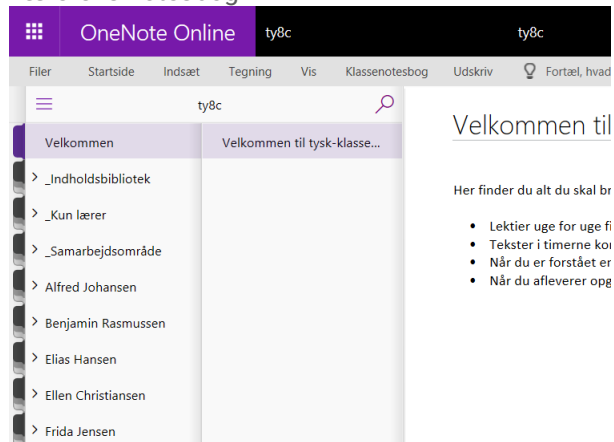 OneNote Online ty8c ty8c
Filer Startside Indsæt Tegning Vis Klassenotesbog Udskriv Fortæl, hvad
ty8c
Velkommen til
Velkommen Velkommen til tysk-klasse...
_Indholdsbibliotek
_Kun lærer
_Samarbejdsområde
Alfred Johansen
Benjamin Rasmussen
Elias Hansen
Ellen Christiansen
Frida Jensen
Her finder du alt du skal br
Lektier uge for uge fi
Tekster i timerne ko
Når du er forstået er
Når du afleverer opg